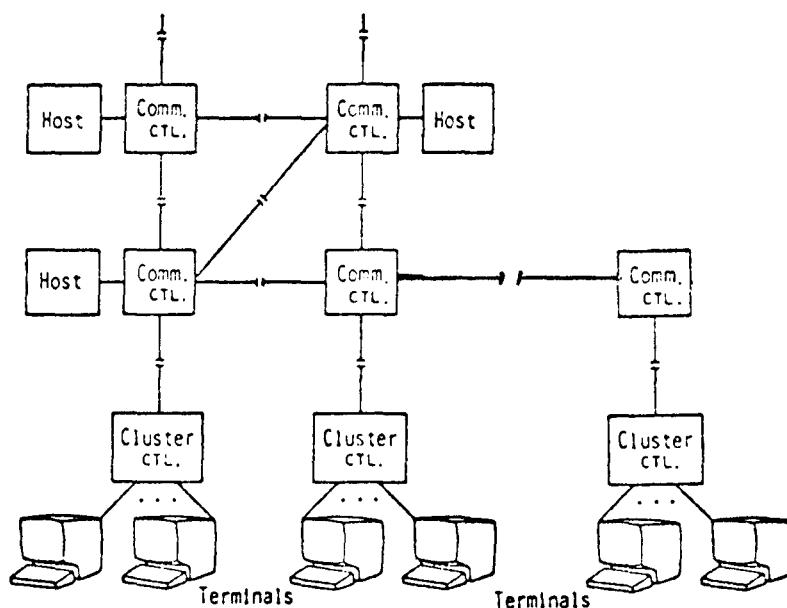 Host
Comm.
CTL.
Comm.
CTL.
Host
Host
Comm.
CTL.
Comm.
CTL.
Comm.
CTL.
Cluster
CTL.
Cluster
CTL.
Cluster
CTL.
Terminals
Terminals